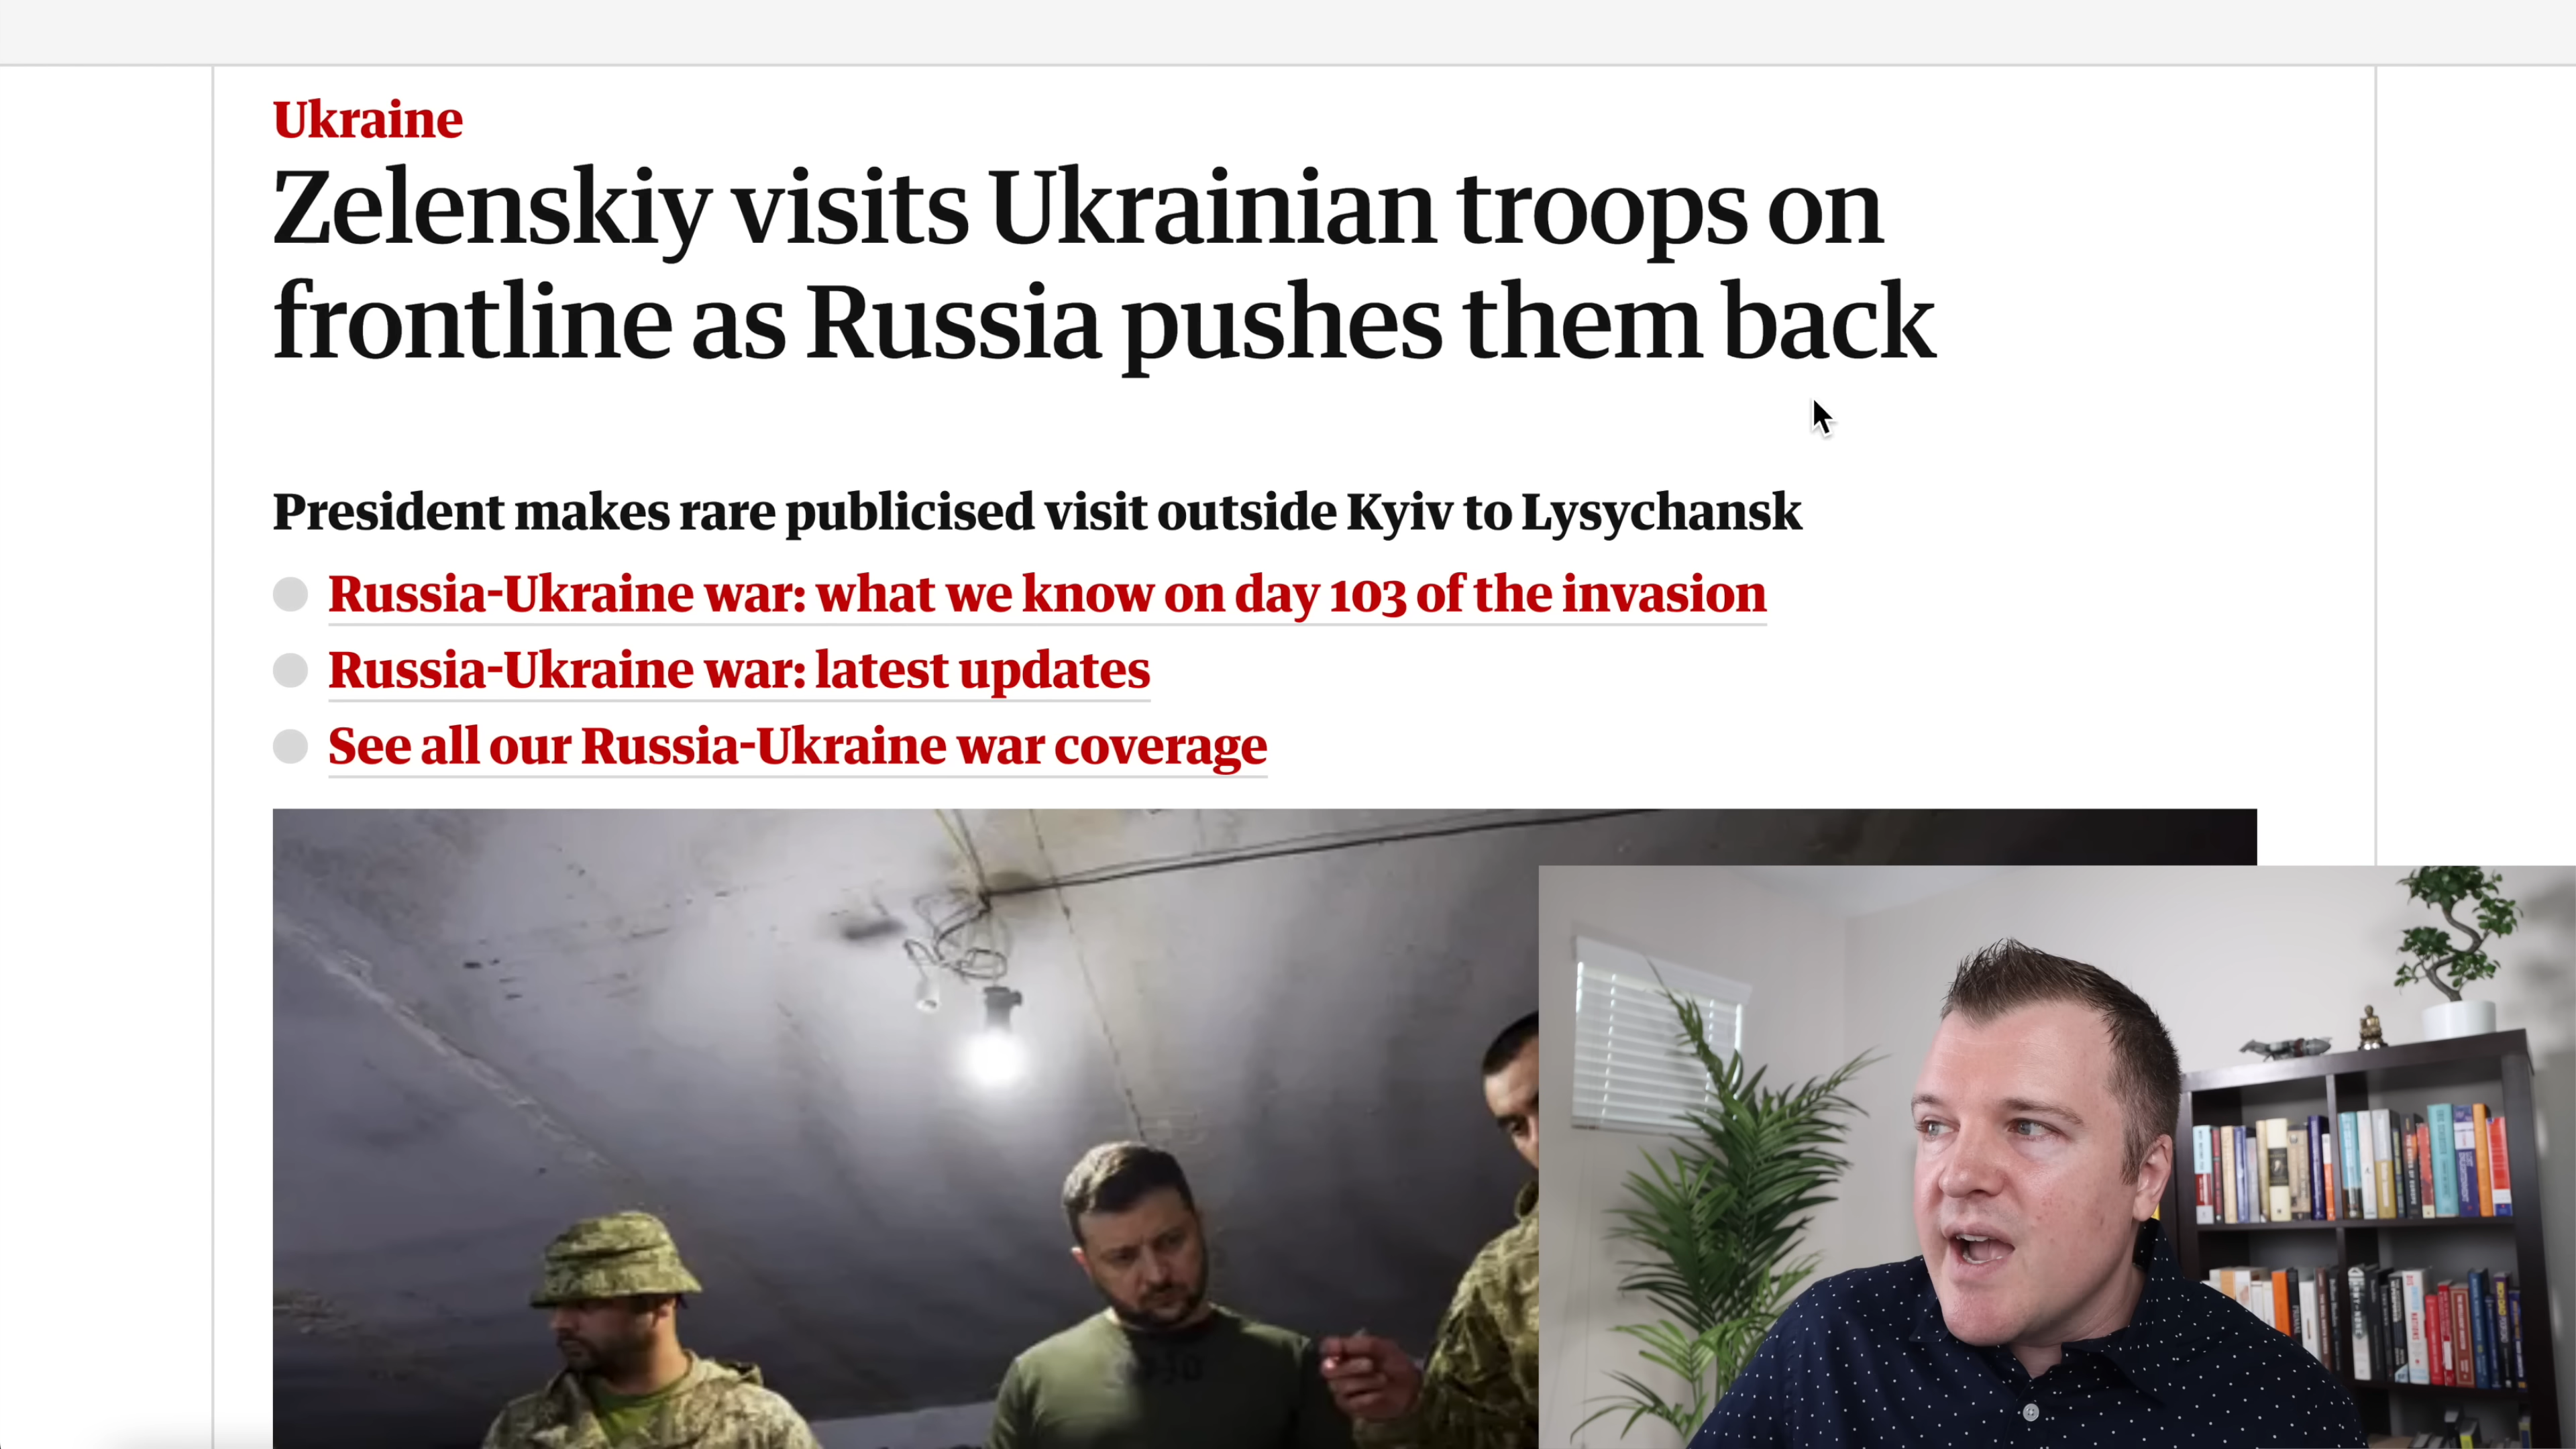 Ukraine
Zelenskiy visits Ukrainian troops on
frontline as Russia pushes them back
President makes rare publicised visit outside Kyiv to Lysychansk
Russia-Ukraine war: what we know on day 103 of the invasion
Russia-Ukraine war: latest updates
See all our Russia-Ukraine war coverage